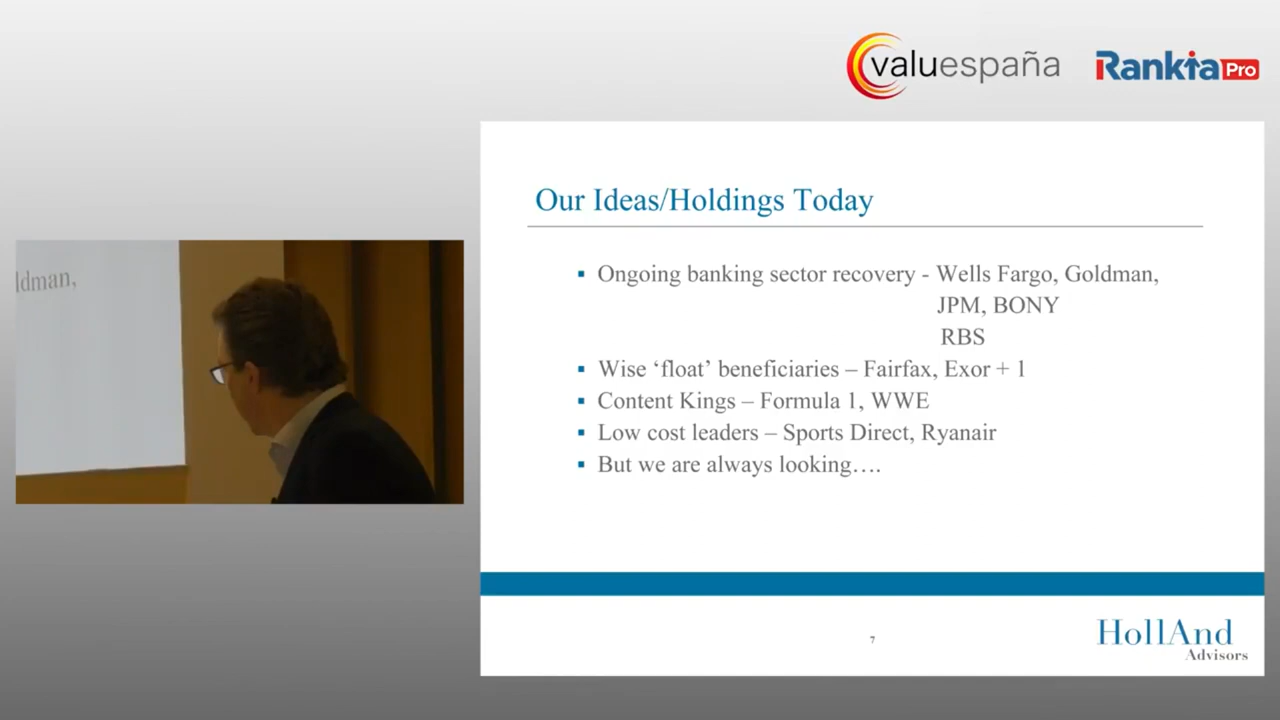 valuespaña
RankiaPro
Our Ideas/Holdings Today
▪ Ongoing banking sector recovery - Wells Fargo, Goldman,
JPM, BONY
RBS
▪ Wise ‘float’ beneficiaries – Fairfax, Exor + 1
▪ Content Kings – Formula 1, WWE
▪ Low cost leaders – Sports Direct, Ryanair
▪ But we are always looking….
ldman,
7
HollAnd
Advisors